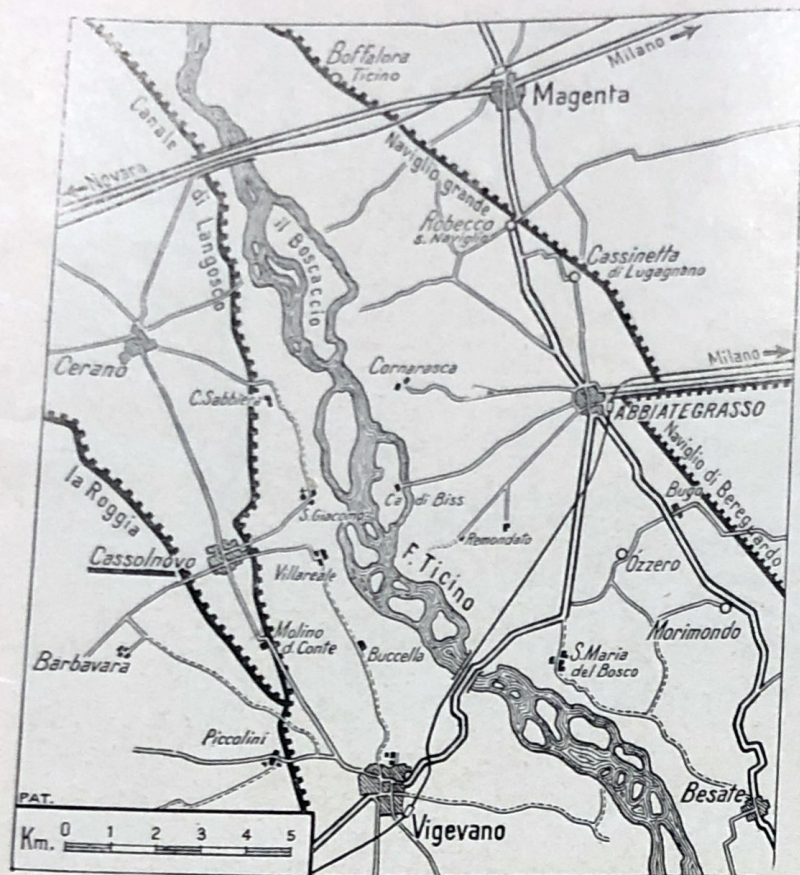 Boffalora
Ticino
Milano
Magenta
Canale
di Langosco
Novara
Naviglio grande
il Boscaccio
Robecco
s. Naviglio
Cassinetta
di Lugagnano
Cerano
Cornarasca
Milano
C. Sabbiera
ABBIATEGRASSO
la Roggia
Ca di Biss
Naviglio di Bereguardo
Bugo
S. Giacomo
Remondato
Cassolnovo
Villareale
F. Ticino
Ozzero
Molino
d. Conte
Morimondo
Barbavara
Buccella
S. Maria
del Bosco
Piccolini
Besate
PAT.
Km. 0 1 2 3 4 5
Vigevano